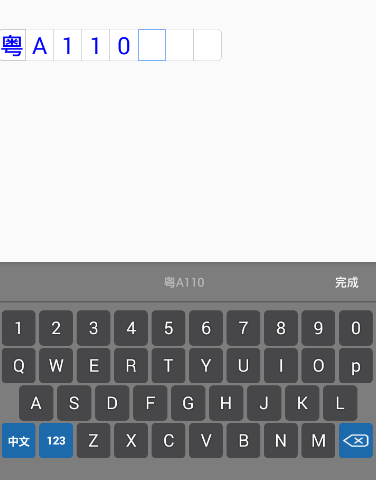 粤A110
粤A110 完成
1 2 3 4 5 6 7 8 9 0
Q W E R T Y U I O p
A S D F G H J K L
中文 123 Z X C V B N M